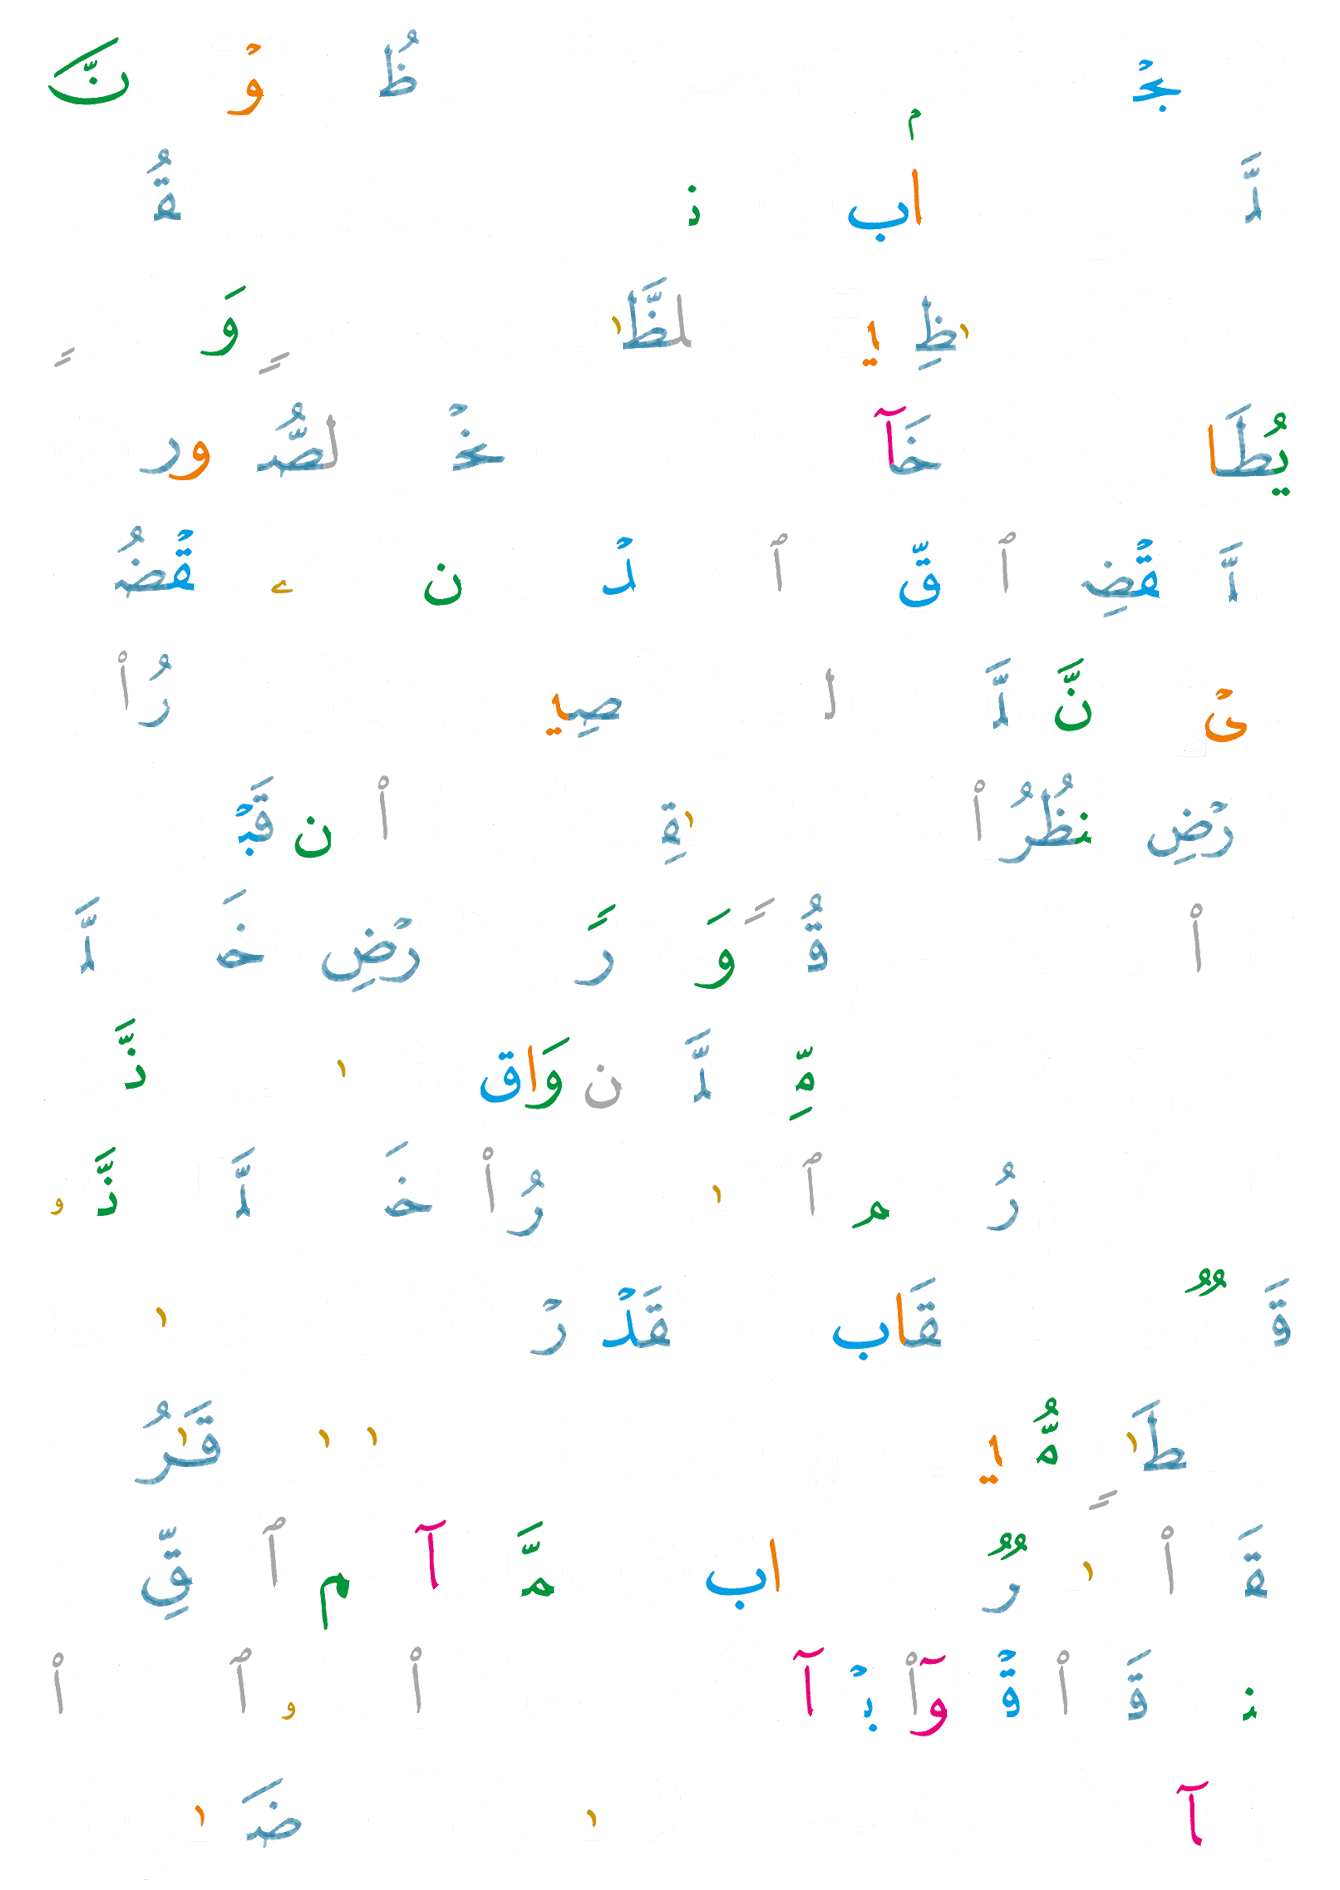 جْ ظُ وْ نَّ
لَّ اب ن قُ
ظِ ي لظَّ وَ
يُطَا خَآ خْ لصُّ ور
لَّ قْضِ ٱ قّ ٱ دْ ن ے قْضُ
ىْ نَّ لَّ ل صِي رُا۟
رْضِ نظُرُا۟ قِ ا۟ ن قَبْ
ا۟ قُ وَ رً رْضِ خَ لَّ
مِّ لَّ ن وَاق ذَّ
رُ م ٱ رُا۟ خَ لَّ ذَّ
قَ قَاب قَدْ رْ
طَ مُّ ي قَرُ
قَ ا۟ رٌ اب مَّ آ م ٱ قِّ
ن قَ ا۟ قْ وٓا۟ بْ آ ا۟ ٱ ا۟
آ ضَ